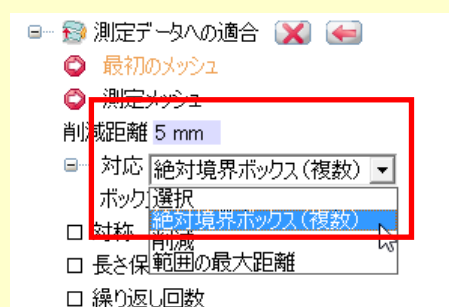 測定データへの適合
最初のメッシュ
測定メッシュ
削減距離 5 mm
対応 絶対境界ボックス（複数）
ボック
選択
絶対境界ボックス（複数）
対称
削減
長さ保
範囲の最大距離
繰り返し回数